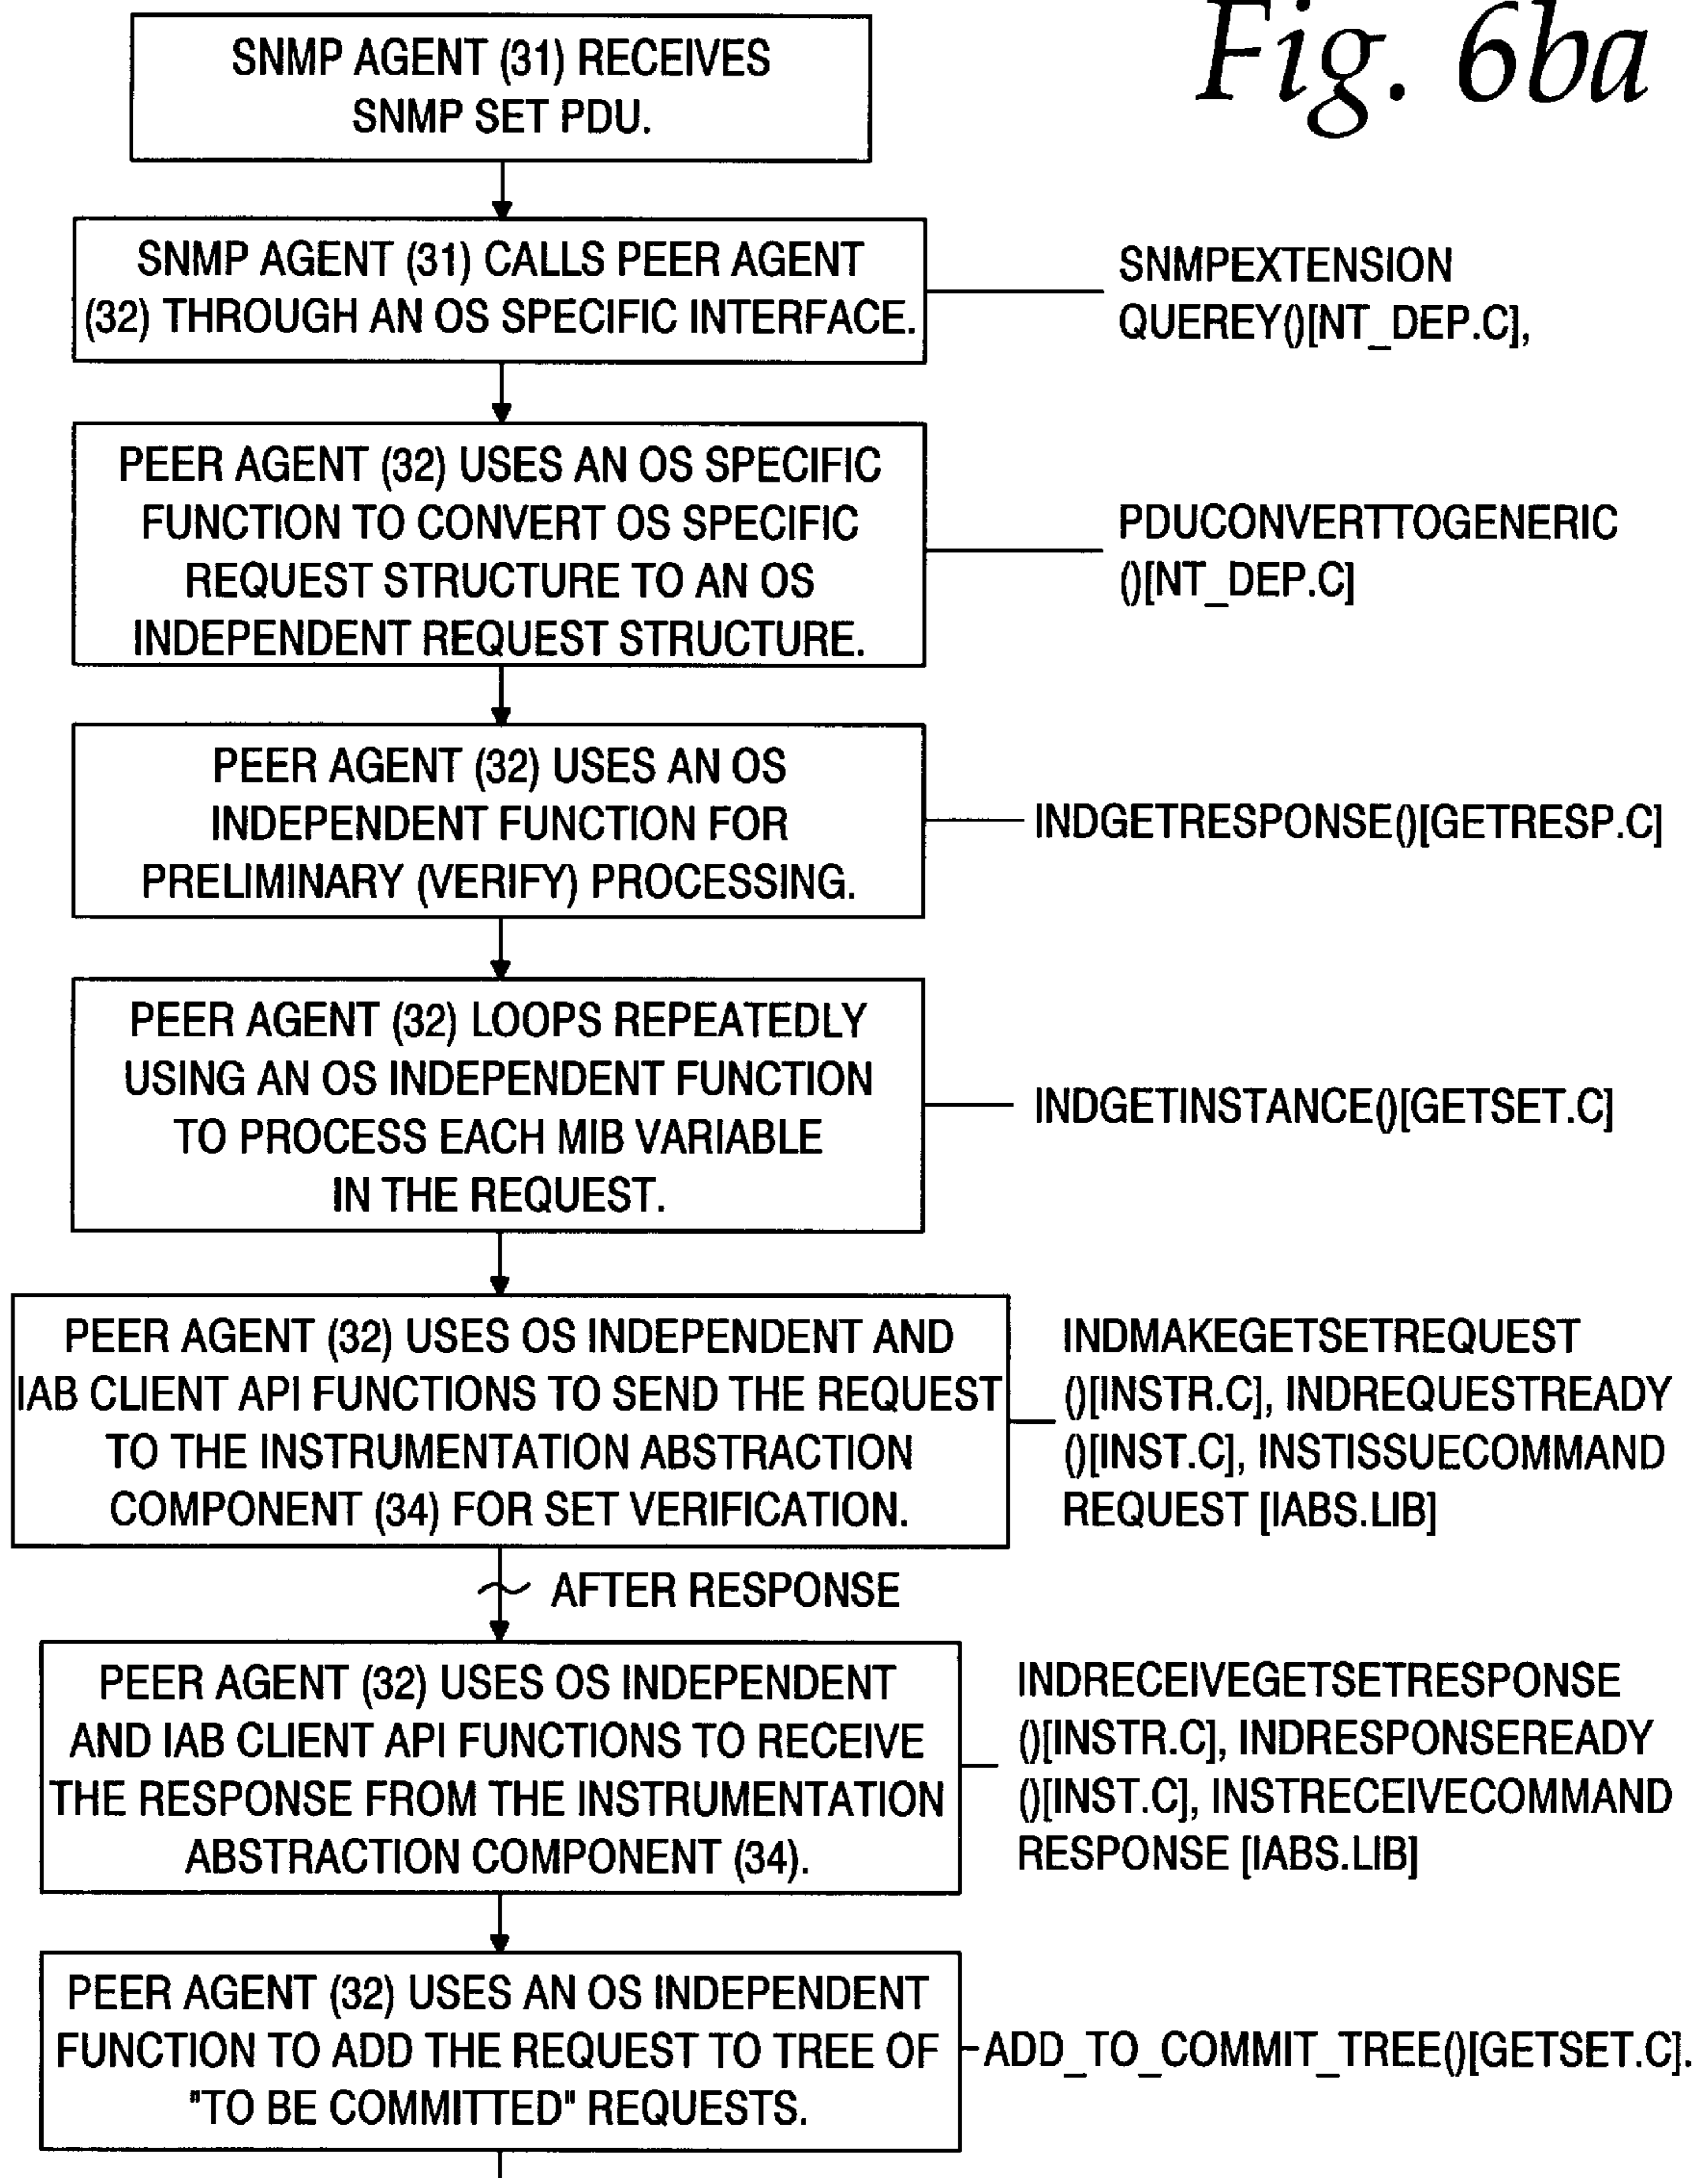 Fig. 6ba
SNMP AGENT (31) RECEIVES
SNMP SET PDU.
SNMP AGENT (31) CALLS PEER AGENT
(32) THROUGH AN OS SPECIFIC INTERFACE.
SNMPEXTENSION
QUEREY()[NT_DEP.C],
PEER AGENT (32) USES AN OS SPECIFIC
FUNCTION TO CONVERT OS SPECIFIC
REQUEST STRUCTURE TO AN OS
INDEPENDENT REQUEST STRUCTURE.
PDUCONVERTTOGENERIC
()[NT_DEP.C]
PEER AGENT (32) USES AN OS
INDEPENDENT FUNCTION FOR
PRELIMINARY (VERIFY) PROCESSING.
INDGETRESPONSE()[GETRESP.C]
PEER AGENT (32) LOOPS REPEATEDLY
USING AN OS INDEPENDENT FUNCTION
TO PROCESS EACH MIB VARIABLE
IN THE REQUEST.
INDGETINSTANCE()[GETSET.C]
PEER AGENT (32) USES OS INDEPENDENT AND
IAB CLIENT API FUNCTIONS TO SEND THE REQUEST
TO THE INSTRUMENTATION ABSTRACTION
COMPONENT (34) FOR SET VERIFICATION.
INDMAKEGETSETREQUEST
()[INSTR.C], INDREQUESTREADY
()[INST.C], INSTISSUECOMMAND
REQUEST [IABS.LIB]
AFTER RESPONSE
PEER AGENT (32) USES OS INDEPENDENT
AND IAB CLIENT API FUNCTIONS TO RECEIVE
THE RESPONSE FROM THE INSTRUMENTATION
ABSTRACTION COMPONENT (34).
INDRECEIVEGETSETRESPONSE
()[INSTR.C], INDRESPONSEREADY
()[INST.C], INSTRECEIVECOMMAND
RESPONSE [IABS.LIB]
PEER AGENT (32) USES AN OS INDEPENDENT
FUNCTION TO ADD THE REQUEST TO TREE OF
"TO BE COMMITTED" REQUESTS.
ADD_TO_COMMIT_TREE()[GETSET.C].